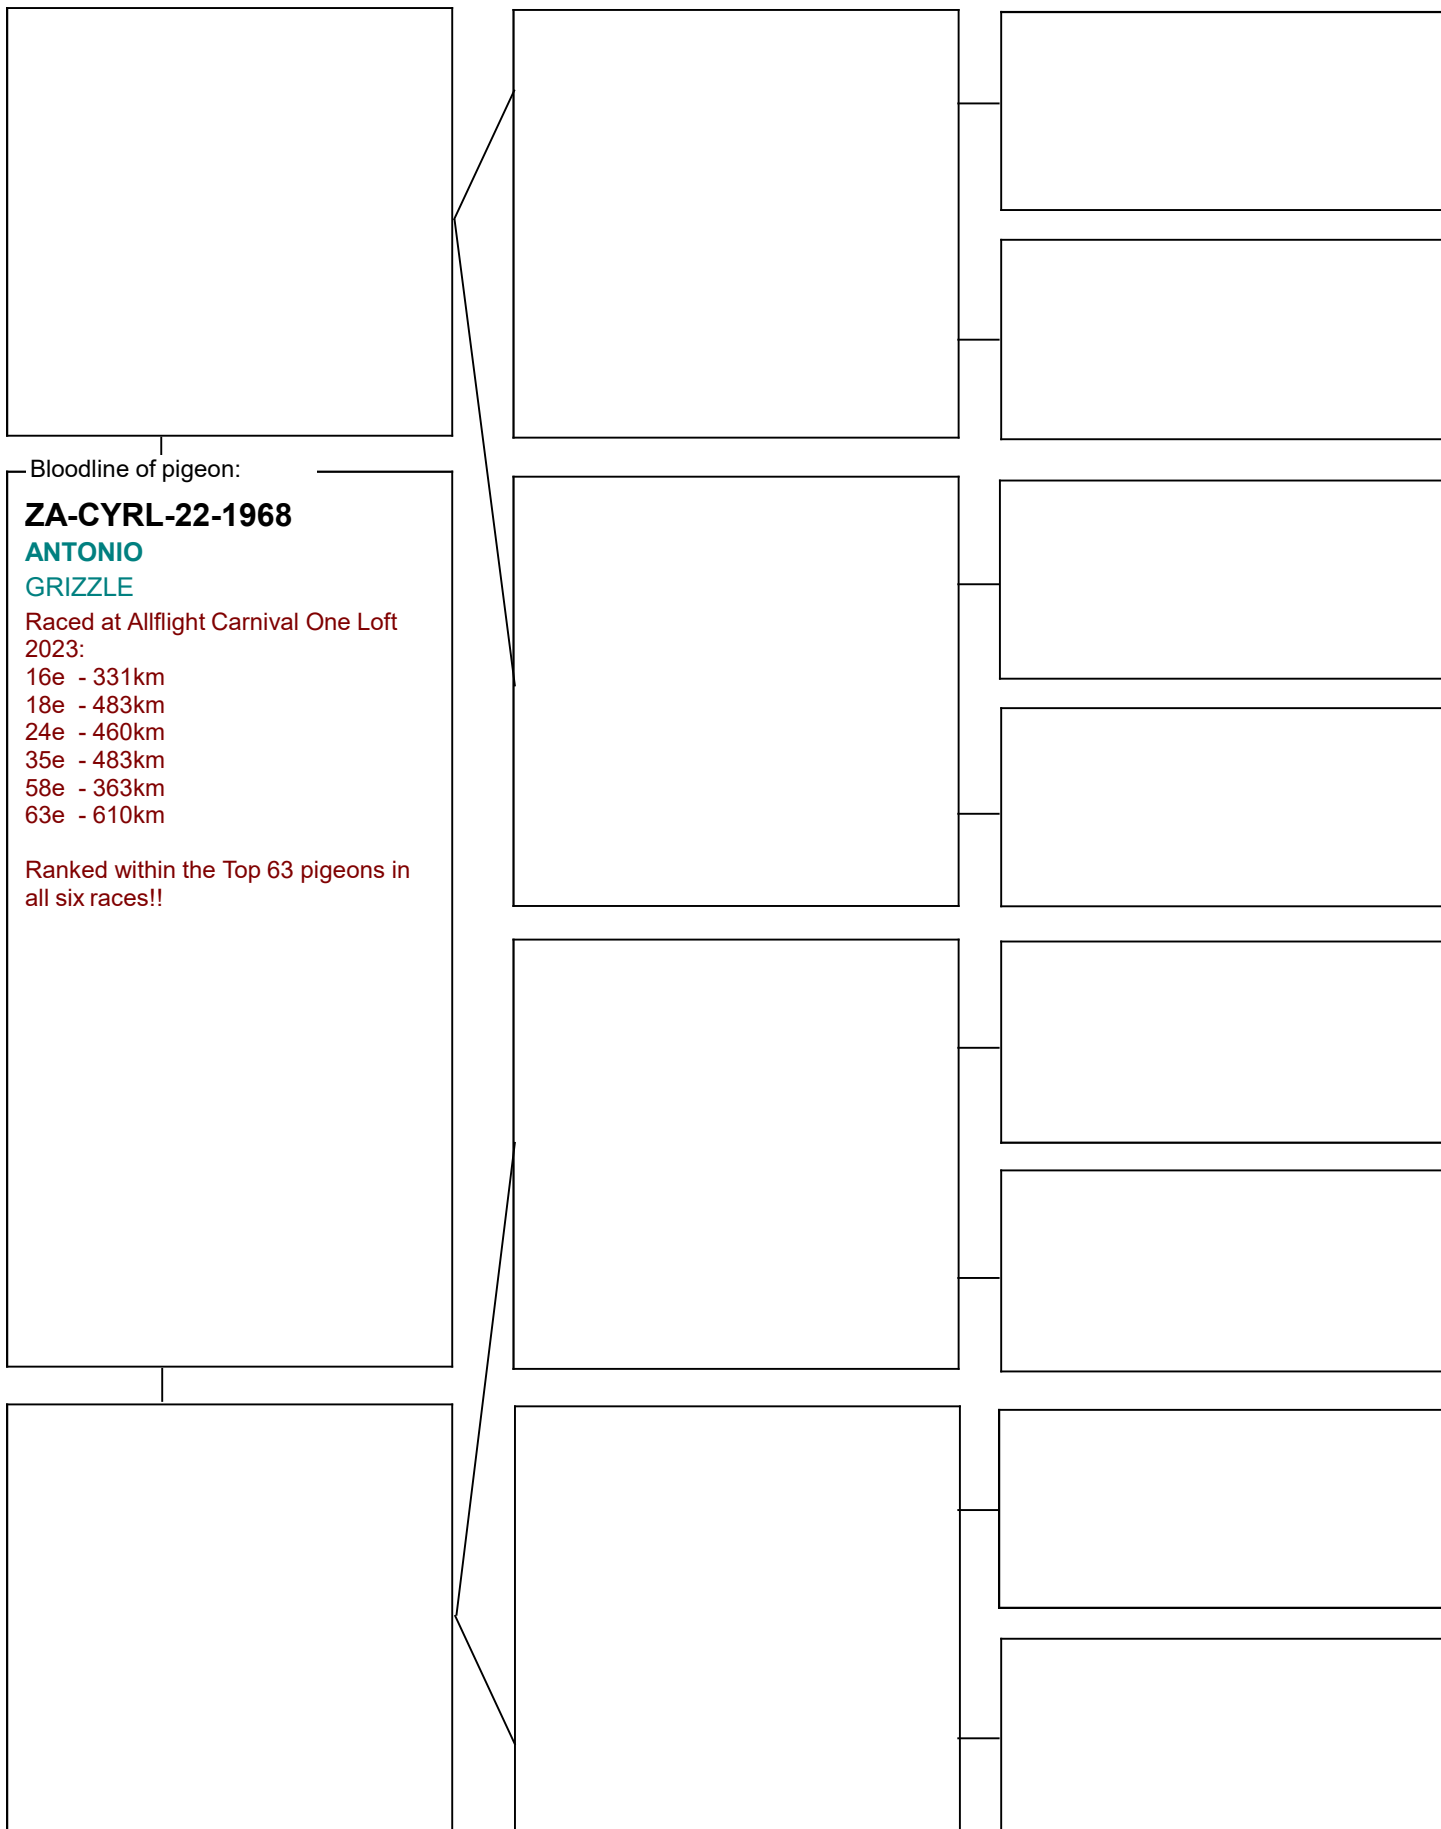 Bloodline of pigeon:
ZA-CYRL-22-1968
ANTONIO
GRIZZLE
Raced at Allflight Carnival One Loft
2023:
16e - 331km
18e - 483km
24e - 460km
35e - 483km
58e - 363km
63e - 610km
Ranked within the Top 63 pigeons in
all six races!!